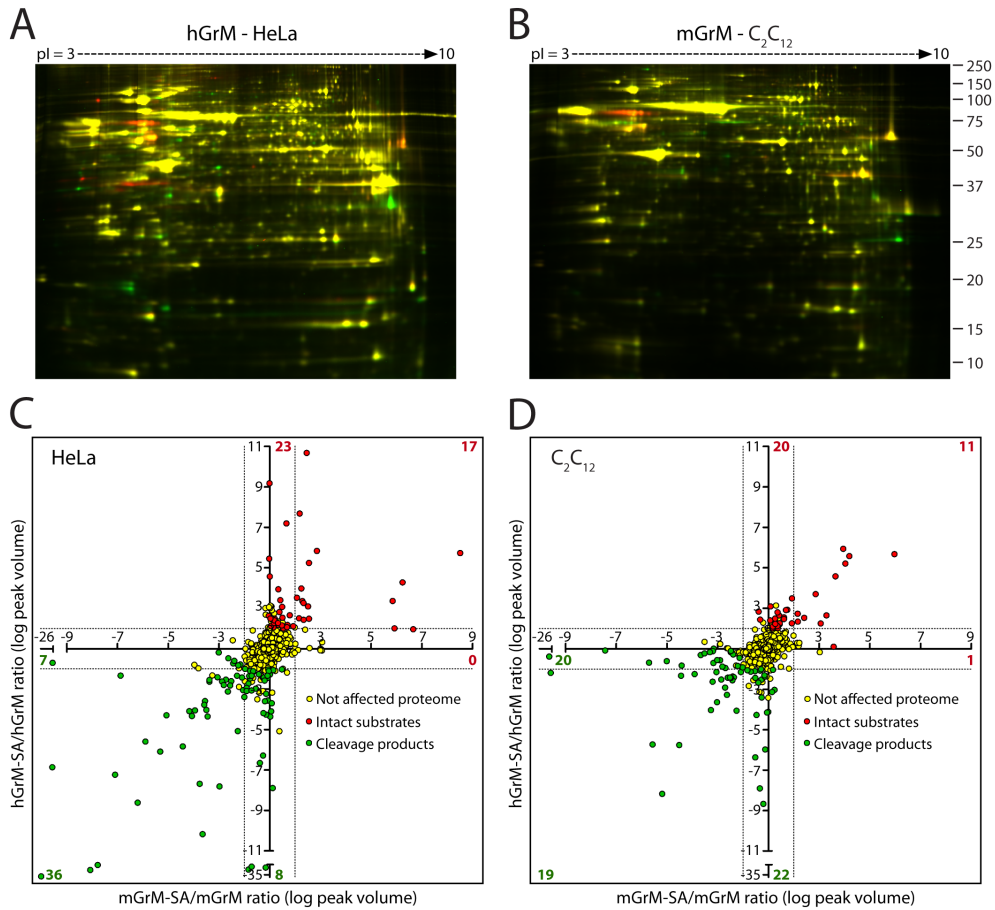 A
hGrM - HeLa
pI = 3
10
B
mGrM - C2C12
pI = 3
10
250
150
100
75
50
37
25
20
15
10
C
HeLa
23
17
11
9
7
5
3
-26 -9 -7 -5 -3 3 5 7 9
7
0
-5
-7
-9
-11
-35
36
8
Not affected proteome
Intact substrates
Cleavage products
hGrM-SA/hGrM ratio (log peak volume)
mGrM-SA/mGrM ratio (log peak volume)
D
C2C12
20
11
11
9
7
5
3
-26 -9 -7 -5 -3 3 5 7 9
20
1
-3
-5
-7
-9
-11
-35
19
22
Not affected proteome
Intact substrates
Cleavage products
hGrM-SA/hGrM ratio (log peak volume)
mGrM-SA/mGrM ratio (log peak volume)